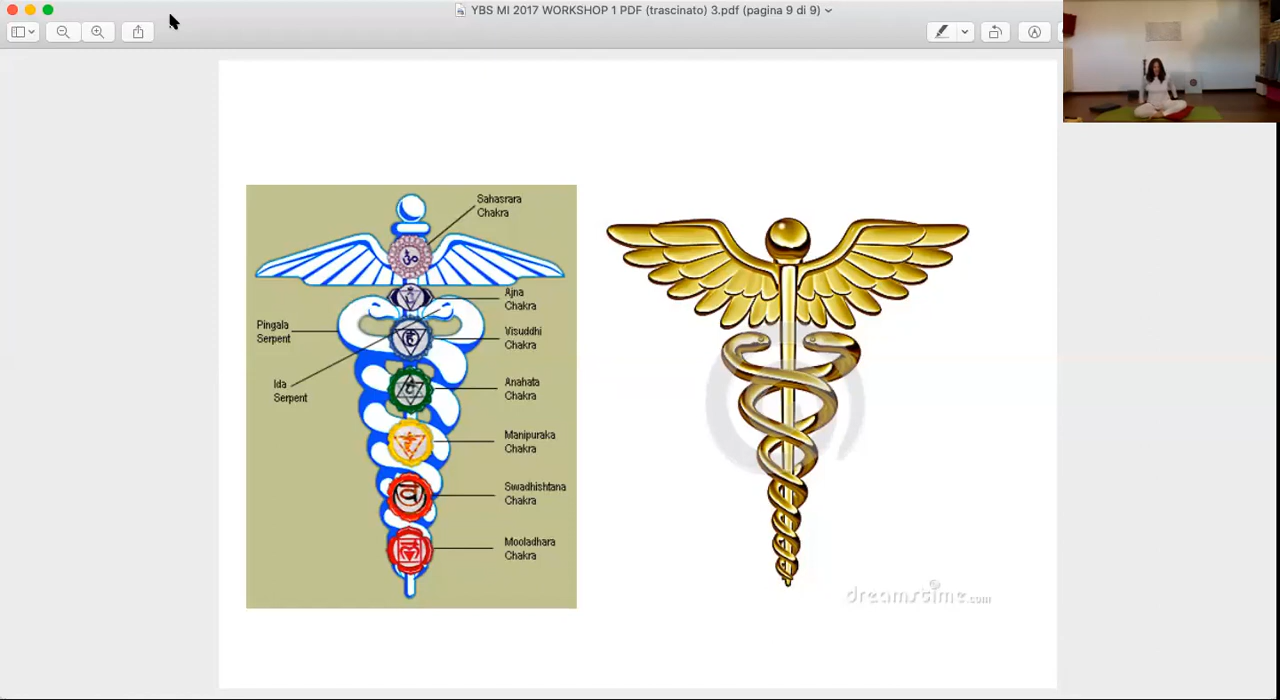 YBS MI 2017 WORKSHOP 1 PDF (trascinato) 3.pdf (pagina 9 di 9)
Sahasrara
Chakra
Ajna
Chakra
Pingala
Serpent
Visuddhi
Chakra
Ida
Serpent
Anahata
Chakra
Manipuraka
Chakra
Swadhishtana
Chakra
Mooladhara
Chakra
dreamstime.com